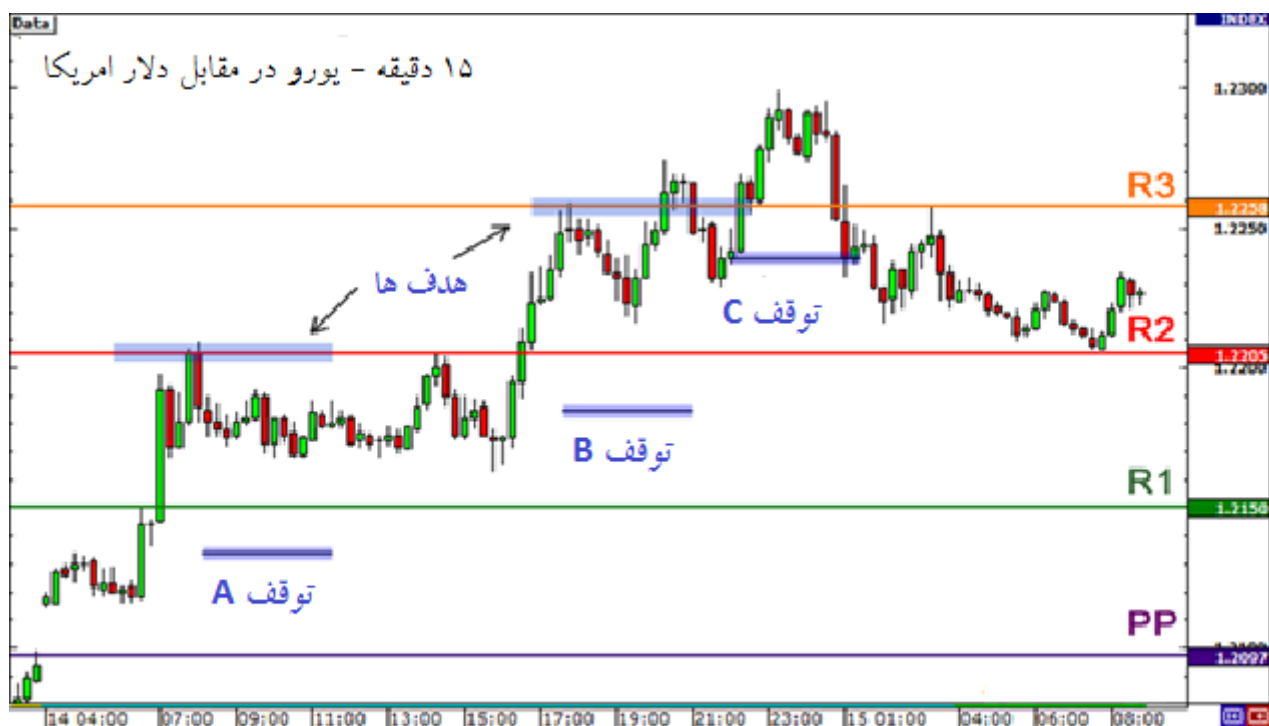 Data
INDEX
۱۵ دقیقه - یورو در مقابل دلار امریکا
1.2300
R3
1.2258
1.2250
هدف ها
توقف C
R2
1.2205
1.2200
توقف B
R1
1.2150
توقف A
PP
1.2100
1.2097
14 04:00 07:00 09:00 11:00 13:00 15:00 17:00 19:00 21:00 23:00 15 01:00 04:00 06:00 08:00